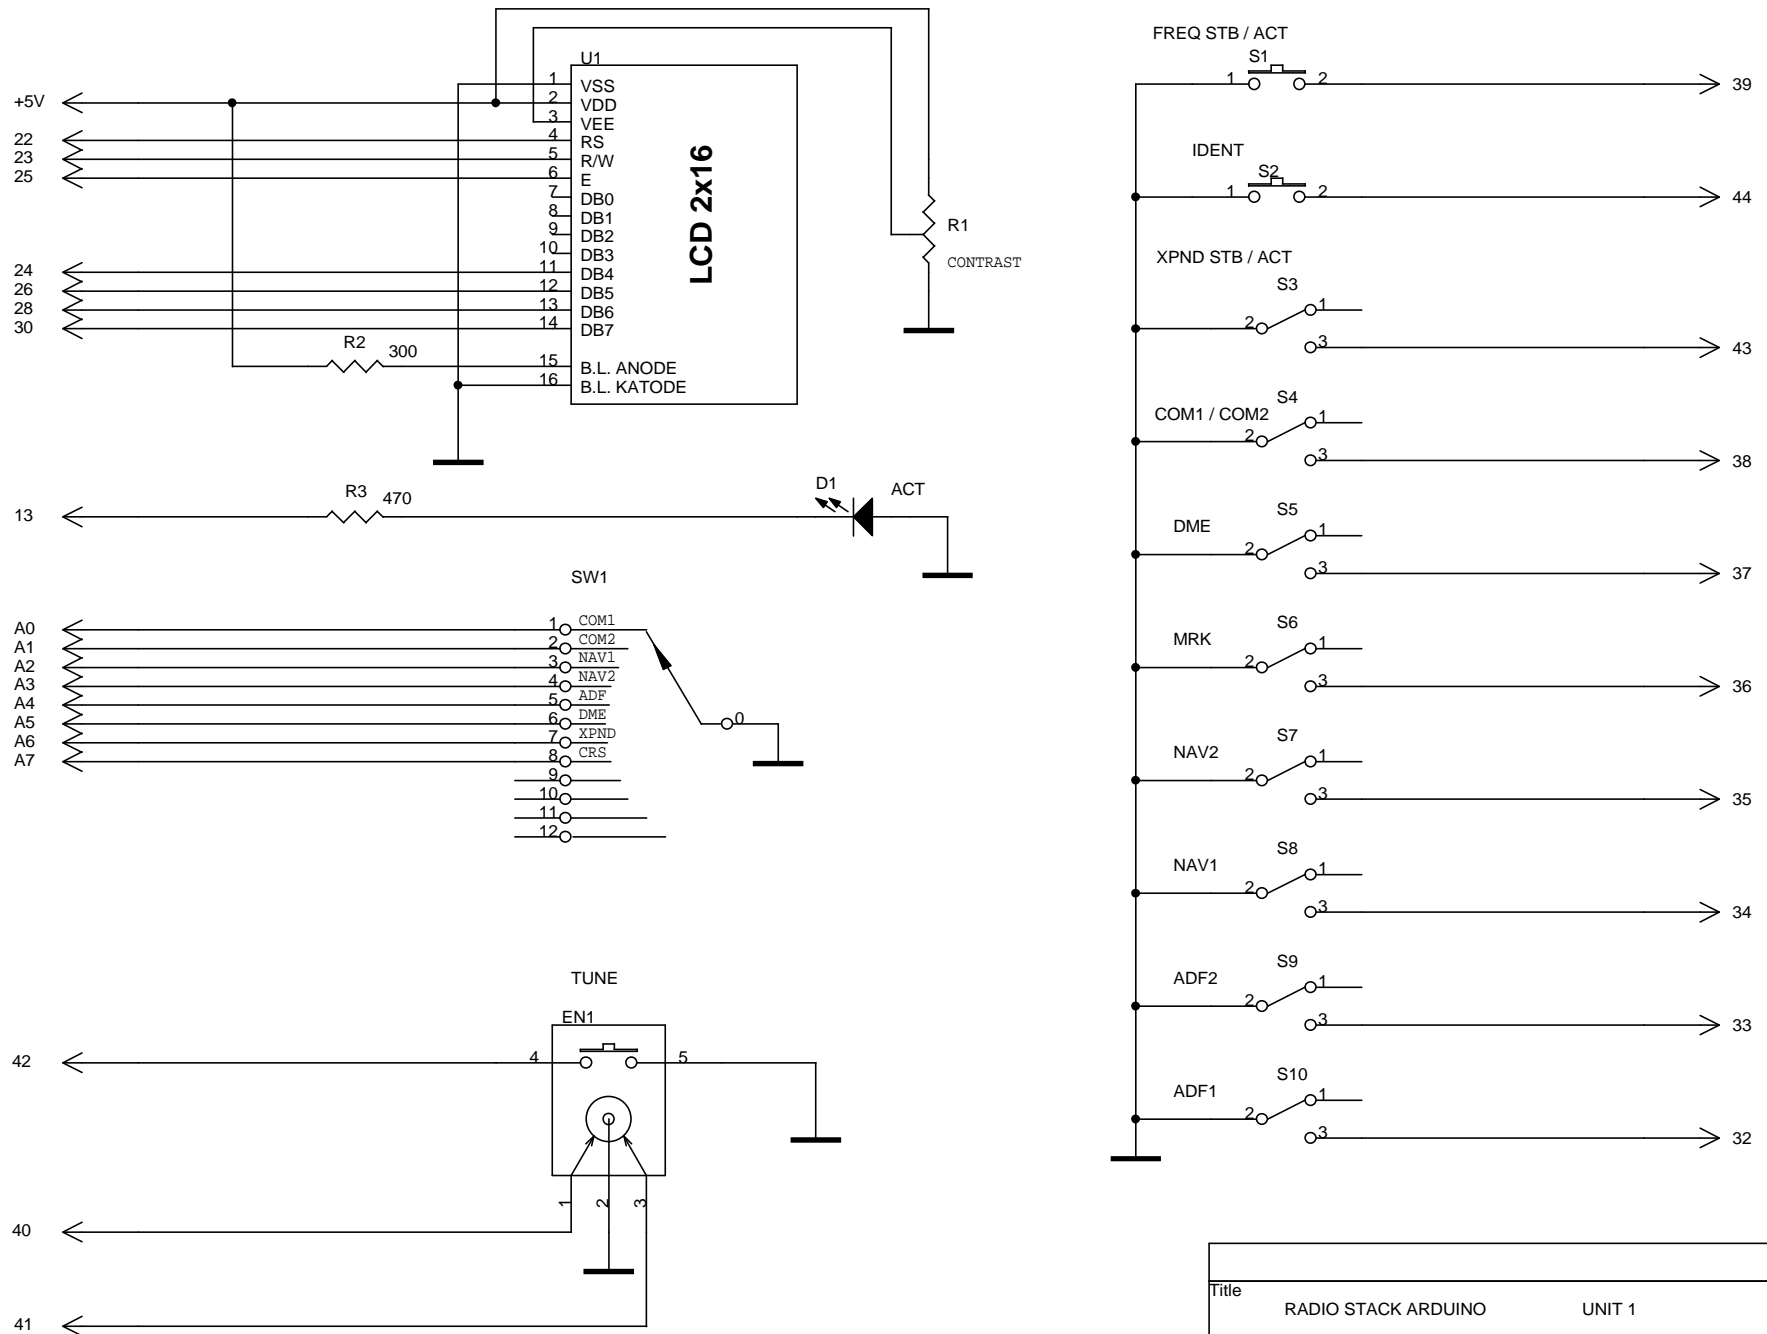 U1
LCD 2x16
1 VSS
+5V 2 VDD
3 VEE
22 4 RS
23 5 R/W
25 6 E
7 DB0
8 DB1
9 DB2
10 DB3
24 11 DB4
26 12 DB5
28 13 DB6
30 14 DB7
R2 300 15 B.L. ANODE
16 B.L. KATODE
R1
CONTRAST
R3 470
13
D1 ACT
SW1
A0 1 COM1
A1 2 COM2
A2 3 NAV1
A3 4 NAV2
A4 5 ADF
A5 6 DME
A6 7 XPND
A7 8 CRS
9
10
11
12
0
TUNE
EN1
42 4 5
1 2 3
40
41
FREQ STB / ACT
S1
1 2 39
IDENT
S2
1 2 44
XPND STB / ACT
S3
1
2
3 43
COM1 / COM2
S4
1
2
3 38
DME
S5
1
2
3 37
MRK
S6
1
2
3 36
NAV2
S7
1
2
3 35
NAV1
S8
1
2
3 34
ADF2
S9
1
2
3 33
ADF1
S10
1
2
3 32
Title
RADIO STACK ARDUINO UNIT 1